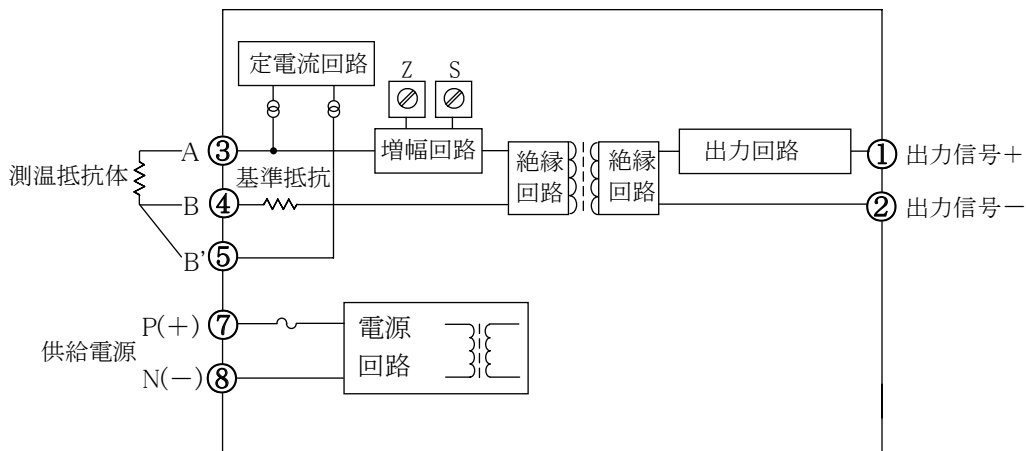 定電流回路
Z S
A ③ 増幅回路
測温抵抗体
基準抵抗
B ④
B' ⑤
絶縁
回路
絶縁
回路
出力回路
① 出力信号+
② 出力信号−
供給電源
P(+) ⑦
N(−) ⑧
電源
回路